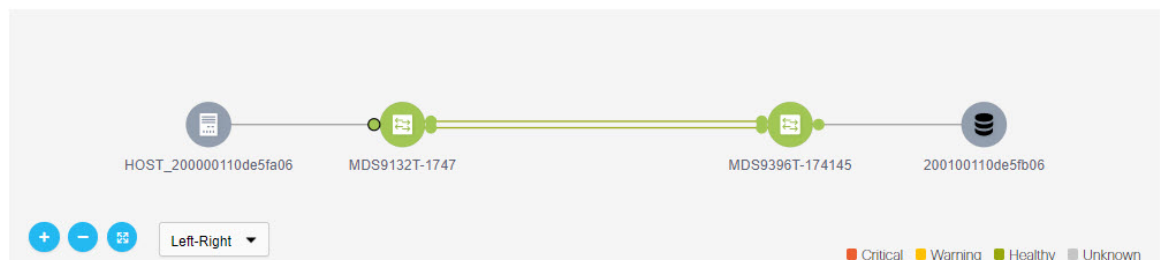 HOST_200000110de5fa06 MDS9132T-1747 MDS9396T-174145 200100110de5fb06
Left-Right
Critical Warning Healthy Unknown